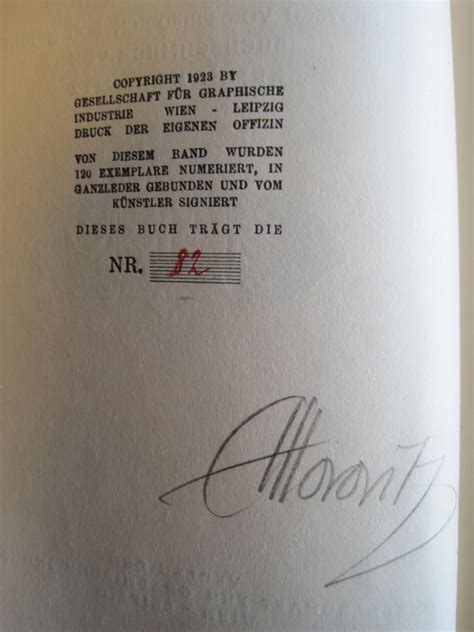 COPYRIGHT 1923 BY
GESELLSCHAFT FÜR GRAPHISCHE
INDUSTRIE WIEN - LEIPZIG
DRUCK DER EIGENEN OFFIZIN
VON DIESEM BAND WURDEN
120 EXEMPLARE NUMERIERT, IN
GANZLEDER GEBUNDEN UND VOM
KÜNSTLER SIGNIERT
DIESES BUCH TRÄGT DIE
NR. 82